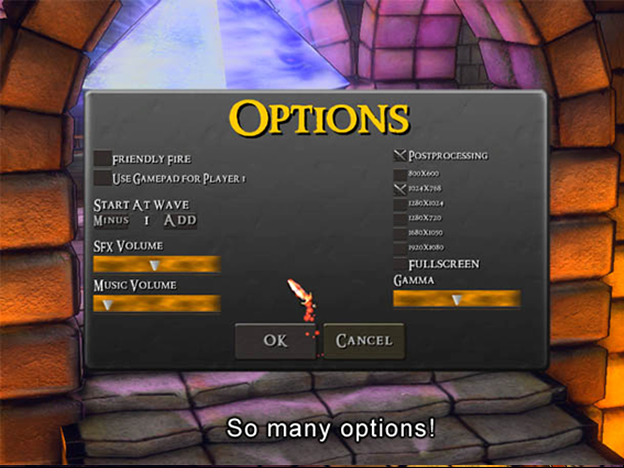 Options
Friendly Fire
Use Gamepad for Player 1
Start At Wave
Minus 1 Add
Sfx Volume
Music Volume
Postprocessing
800x600
1024x768
1280x1024
1280x720
1680x1050
1920x1080
Fullscreen
Gamma
OK Cancel
So many options!